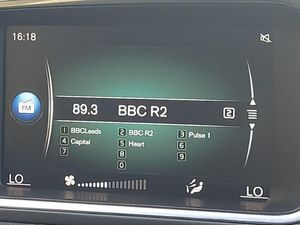 16:18
FM
89.3 BBC R2 2
1 BBCLeeds 2 BBC R2 3 Pulse 1
4 Capital 5 Heart 6
7 8 9
0
LO LO